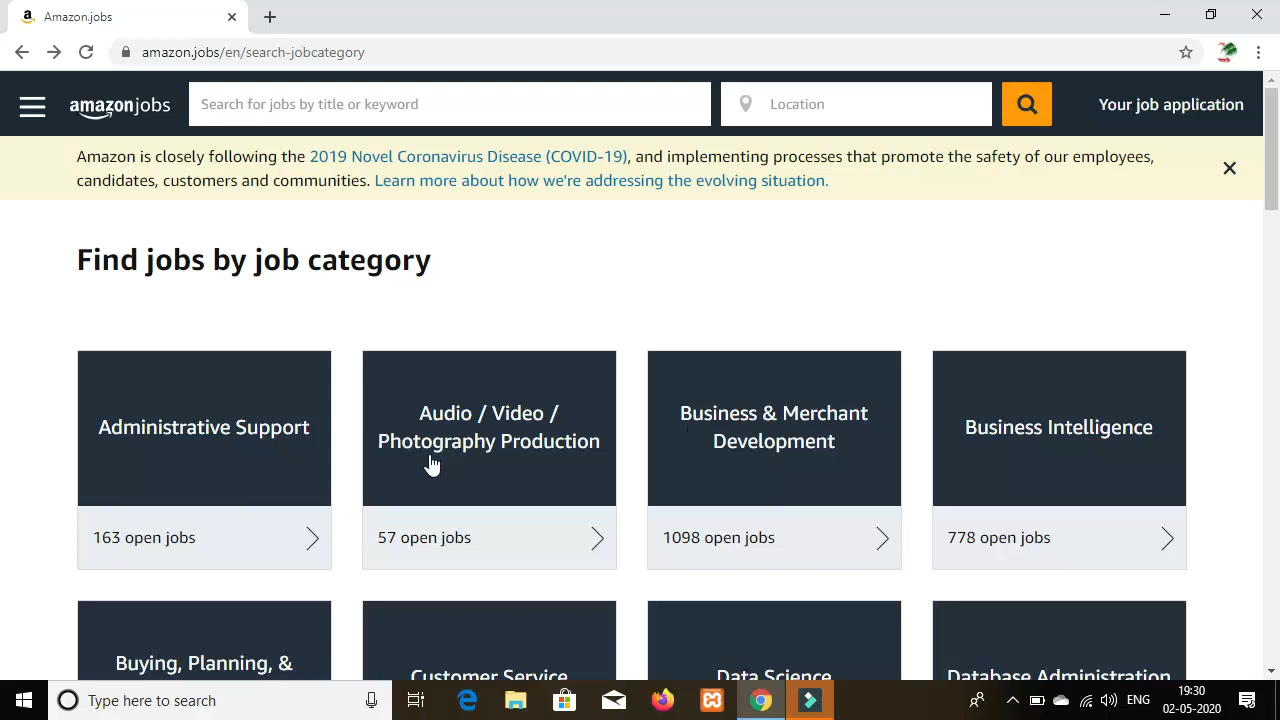 Amazon.jobs
amazon.jobs/en/search-jobcategory
amazon jobs
Search for jobs by title or keyword
Location
Your job application
Amazon is closely following the 2019 Novel Coronavirus Disease (COVID-19), and implementing processes that promote the safety of our employees,
candidates, customers and communities. Learn more about how we're addressing the evolving situation.
Find jobs by job category
Administrative Support
163 open jobs
Audio / Video /
Photography Production
57 open jobs
Business & Merchant
Development
1098 open jobs
Business Intelligence
778 open jobs
Buying, Planning, &
Customer Service
Data Science
Database Administration
Type here to search
ENG
19:30
02-05-2020